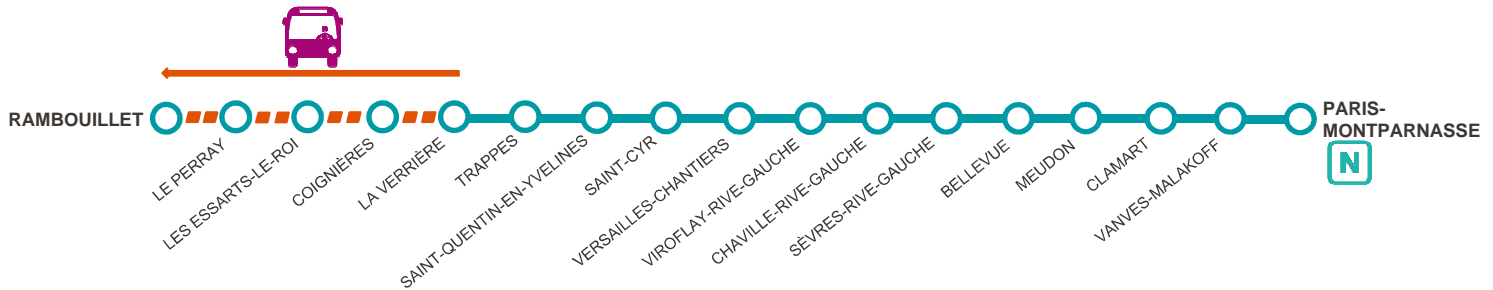 RAMBOUILLET
LE PERRAY
LES ESSARTS-LE-ROI
COIGNIÈRES
LA VERRIÈRE
TRAPPES
SAINT-QUENTIN-EN-YVELINES
SAINT-CYR
VERSAILLES-CHANTIERS
VIROFLAY-RIVE-GAUCHE
CHAVILLE-RIVE-GAUCHE
SÈVRES-RIVE-GAUCHE
BELLEVUE
MEUDON
CLAMART
VANVES-MALAKOFF
PARIS-
MONTPARNASSE
N